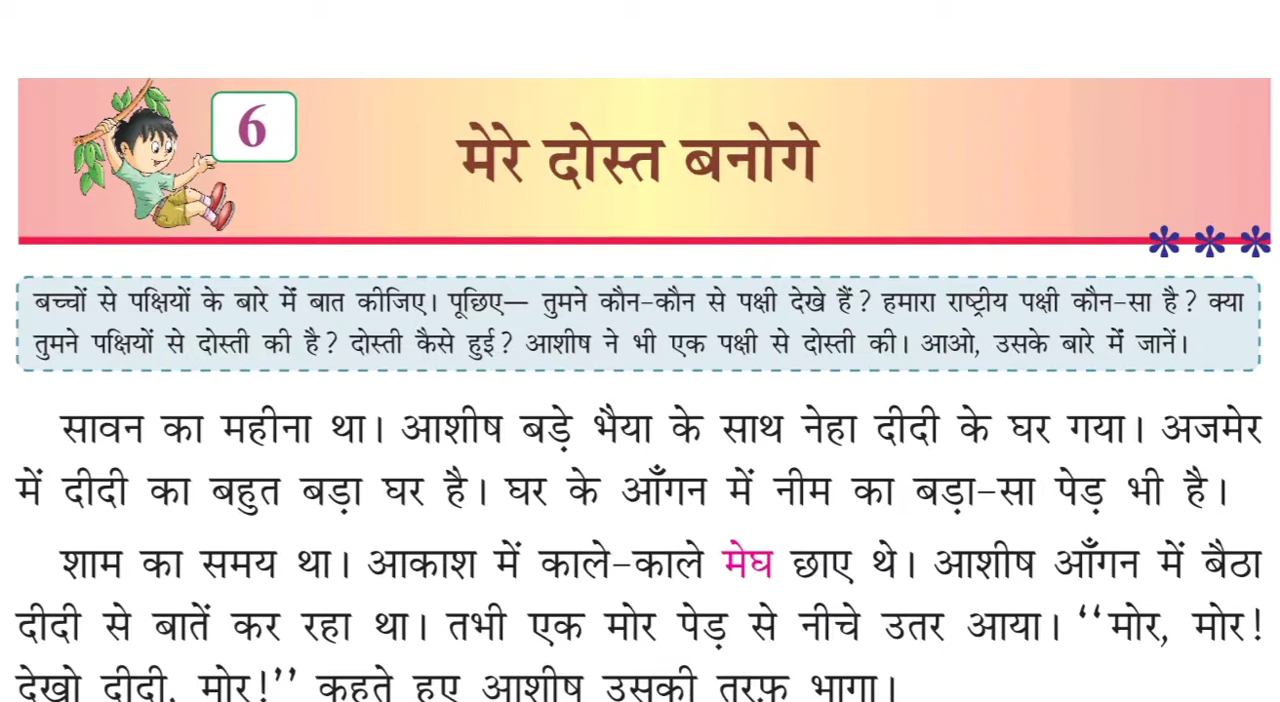 6
मेरे दोस्त बनोगे
बच्चों से पक्षियों के बारे में बात कीजिए। पूछिए— तुमने कौन-कौन से पक्षी देखे हैं? हमारा राष्ट्रीय पक्षी कौन-सा है? क्या
तुमने पक्षियों से दोस्ती की है? दोस्ती कैसे हुई? आशीष ने भी एक पक्षी से दोस्ती की। आओ, उसके बारे में जानें।
सावन का महीना था। आशीष बड़े भैया के साथ नेहा दीदी के घर गया। अजमेर
में दीदी का बहुत बड़ा घर है। घर के आँगन में नीम का बड़ा-सा पेड़ भी है।
शाम का समय था। आकाश में काले-काले मेघ छाए थे। आशीष आँगन में बैठा
दीदी से बातें कर रहा था। तभी एक मोर पेड़ से नीचे उतर आया। ‘‘मोर, मोर!
देखो दीदी, मोर!’’ कहते हुए आशीष उसकी तरफ़ भागा।